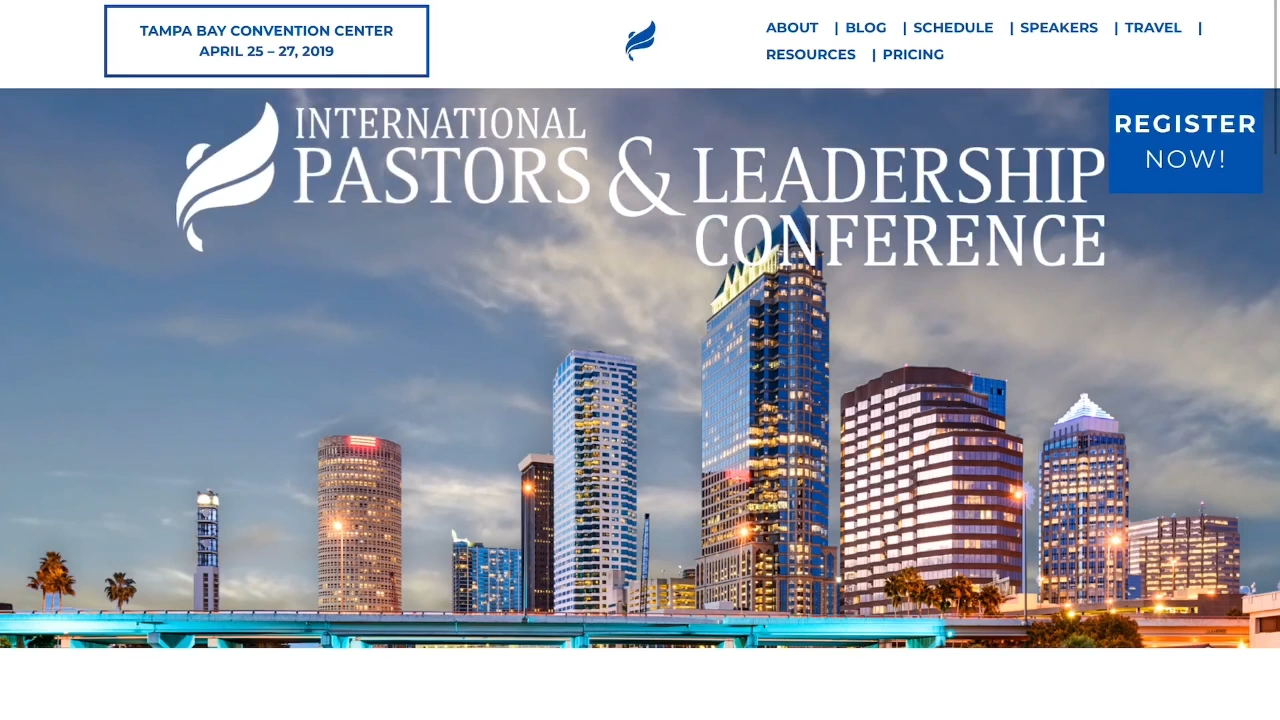 TAMPA BAY CONVENTION CENTER
APRIL 25 – 27, 2019
ABOUT | BLOG | SCHEDULE | SPEAKERS | TRAVEL |
RESOURCES | PRICING
REGISTER
NOW!
INTERNATIONAL
PASTORS & LEADERSHIP
CONFERENCE